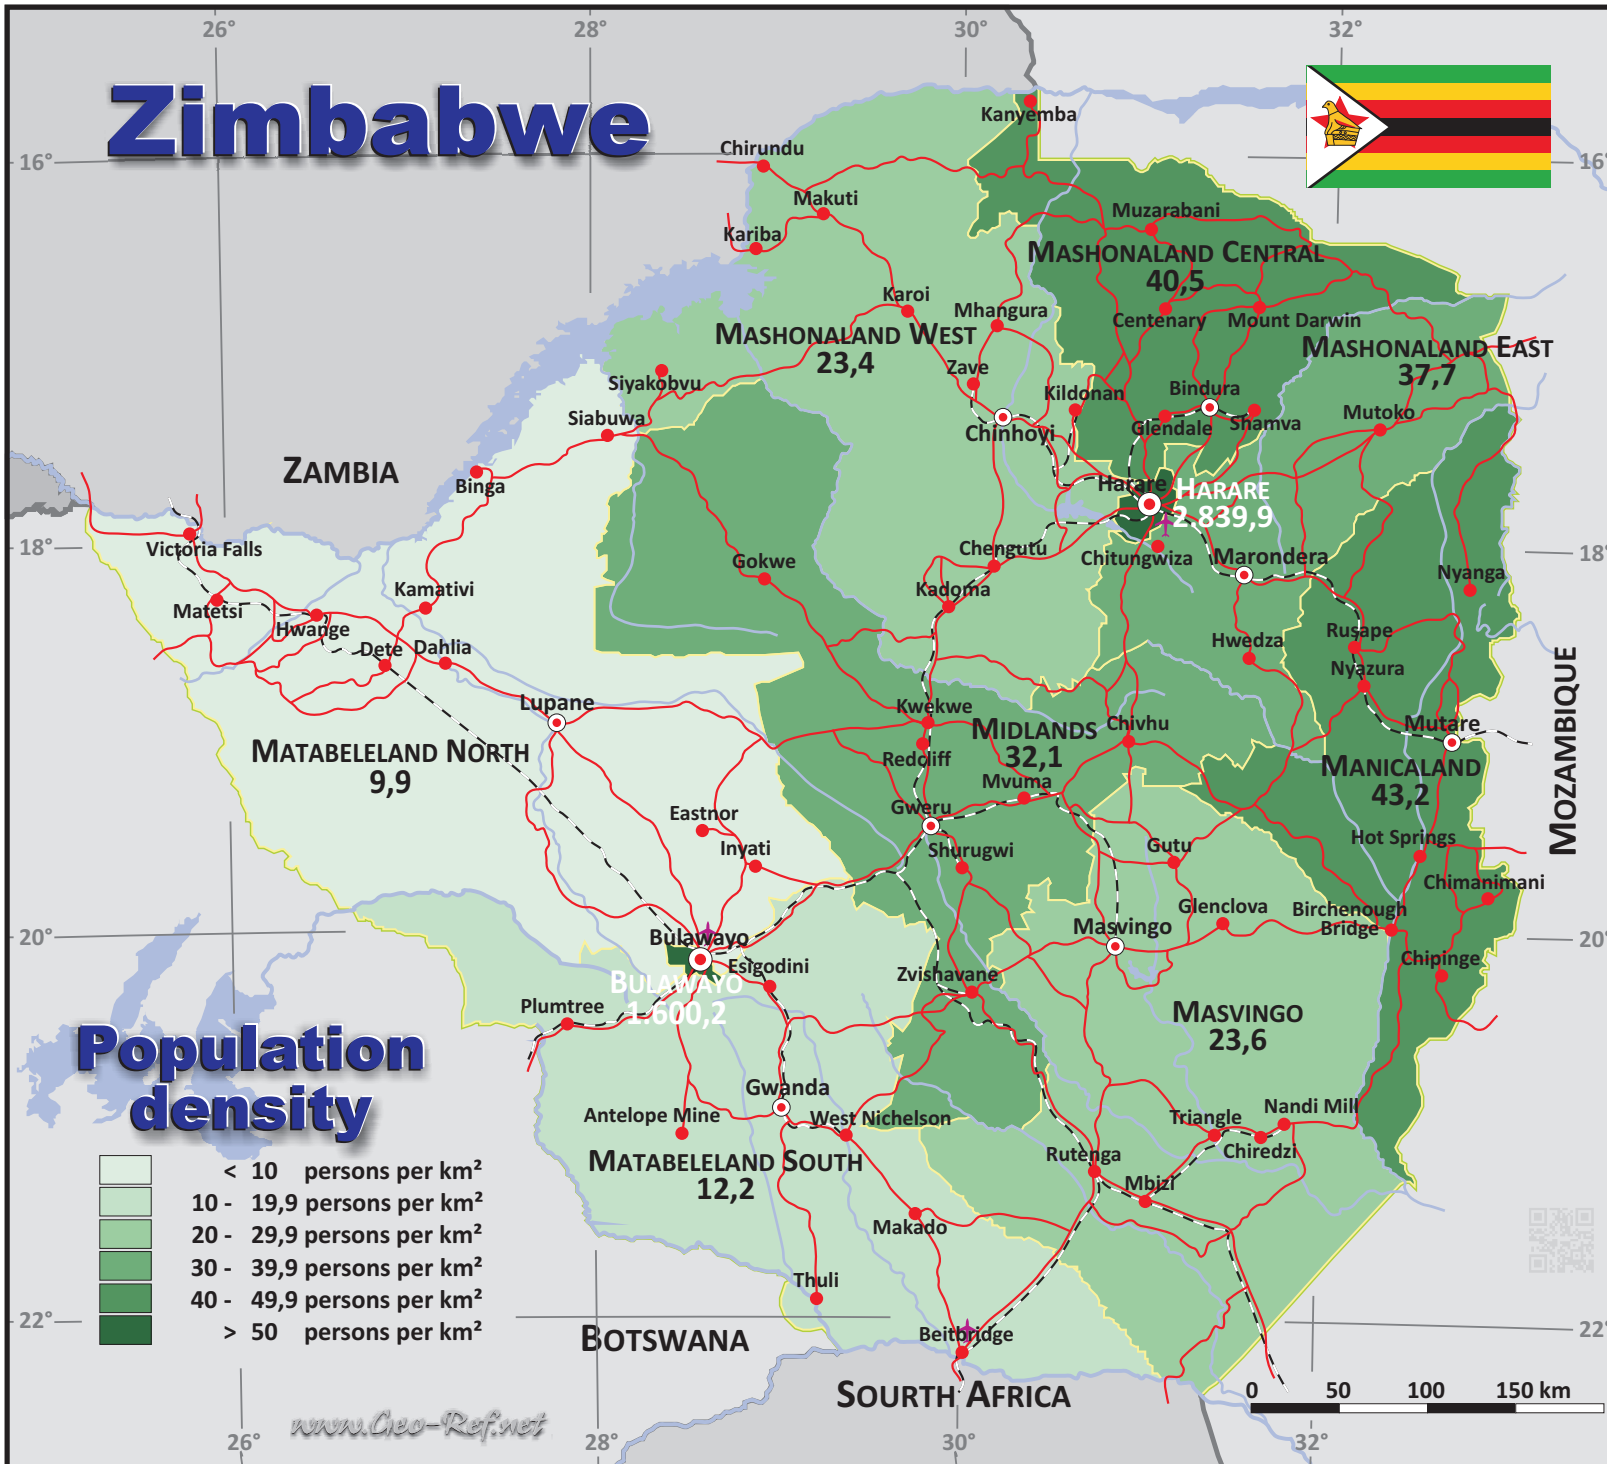 26°
28°
30°
32°
Zimbabwe
Kanyemba
16°
16°
Chirundu
Makuti
Kariba
Muzarabani
MASHONALAND CENTRAL
40,5
Karoi
Mhangura
Centenary
Mount Darwin
MASHONALAND WEST
23,4
MASHONALAND EAST
37,7
Siyakobvu
Zave
Kildonan
Bindura
Siabuwa
Chinhoyi
Glendale
Shamva
Mutoko
ZAMBIA
Binga
Harare
HARARE
2.839,9
18°
18°
Victoria Falls
Gokwe
Chengutu
Chitungwiza
Marondera
Nyanga
Matetsi
Kamativi
Kadoma
Hwange
Dete
Dahlia
Hwedza
Rusape
Nyazura
Lupane
Kwekwe
MIDLANDS
32,1
Chivhu
Mutare
MOZAMBIQUE
MATABELELAND NORTH
9,9
Redcliff
Mvuma
MANICALAND
43,2
Eastnor
Gweru
Inyati
Shurugwi
Gutu
Hot Springs
Chimanimani
20°
20°
Bulawayo
Masvingo
Glenclova
Birchenough
Bridge
BULAWAYO
1.600,2
Esigodini
Zvishavane
Chipinge
Plumtree
MASVINGO
23,6
Population
density
Gwanda
Antelope Mine
West Nichelson
Triangle
Nandi Mill
Chiredzi
MATABELELAND SOUTH
12,2
Rutenga
Mbizi
Makado
< 10 persons per km²
10 - 19,9 persons per km²
20 - 29,9 persons per km²
30 - 39,9 persons per km²
40 - 49,9 persons per km²
> 50 persons per km²
Thuli
22°
22°
BOTSWANA
Beitbridge
SOURTH AFRICA
0 50 100 150 km
www.Geo-Ref.net
26°
28°
30°
32°